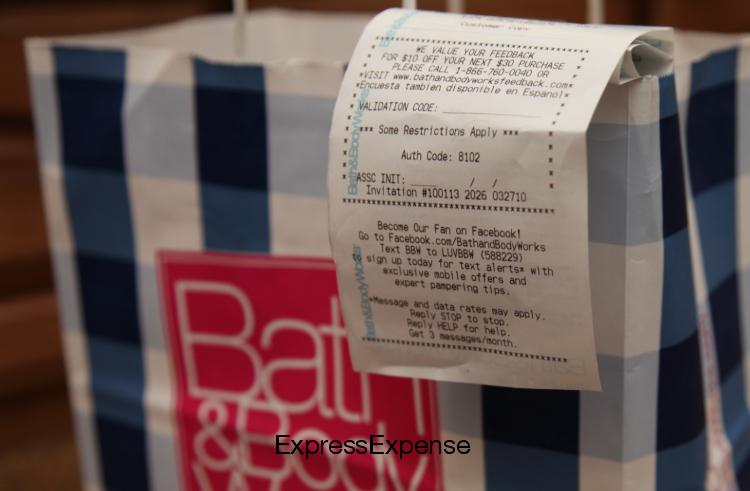 Customer Copy
WE VALUE YOUR FEEDBACK
FOR $10 OFF YOUR NEXT $30 PURCHASE
PLEASE CALL 1-866-760-0040 OR
*VISIT www.bathandbodyworksfeedback.com*
*Encuesta tambien disponible en Espanol*
VALIDATION CODE: _______________
*** Some Restrictions Apply ***
Auth Code: 8102
ASSC INIT: ________ / /
Invitation #100113 2026 032710
Become Our Fan on Facebook!
Go to Facebook.com/BathandBodyWorks
Text BBW to LUVBBW (588229)
to sign up today for text alerts* with
exclusive mobile offers and
expert pampering tips.
*Message and data rates may apply.
Reply STOP to stop.
Reply HELP for help.
Get 3 messages/month.
Bath&BodyWorks
Bath&BodyWorks
Bath
&Body
W
ExpressExpense